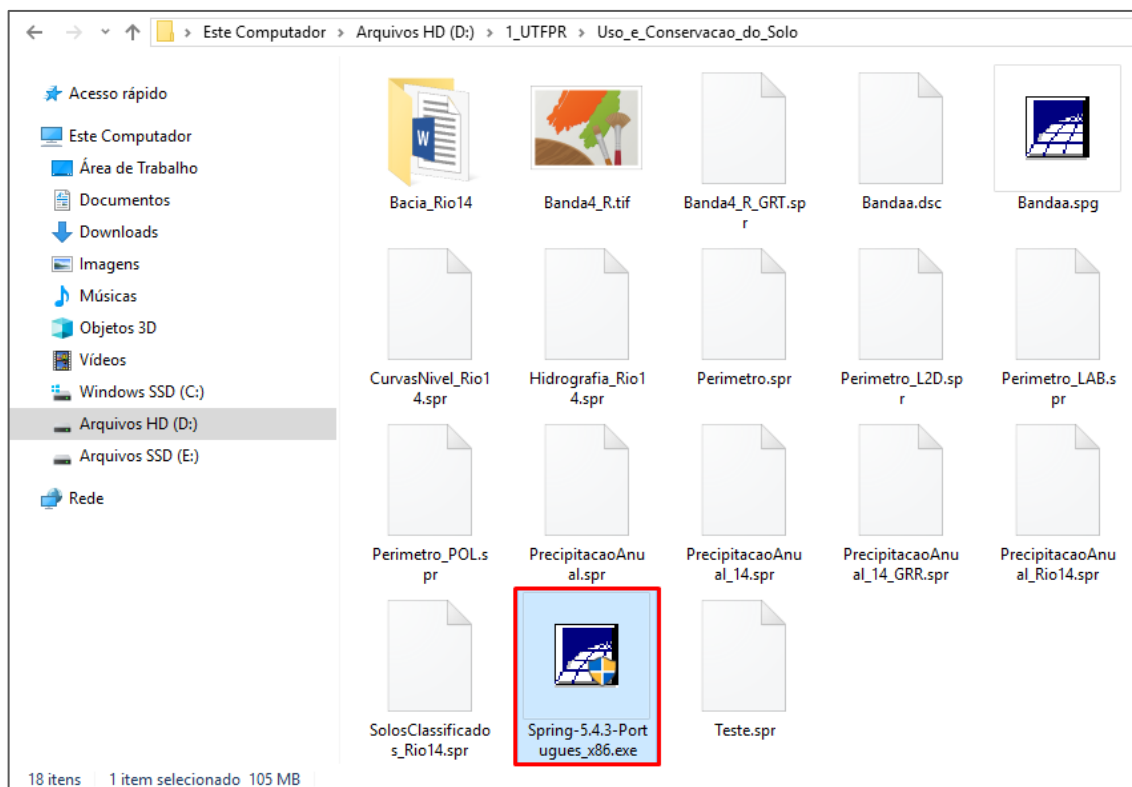 Este Computador > Arquivos HD (D:) > 1_UTFPR > Uso_e_Conservacao_do_Solo
Acesso rápido
Este Computador
Área de Trabalho
Documentos
Downloads
Imagens
Músicas
Objetos 3D
Vídeos
Windows SSD (C:)
Arquivos HD (D:)
Arquivos SSD (E:)
Rede
W
Bacia_Rio14
Banda4_R.tif
Banda4_R_GRT.sp
r
Bandaa.dsc
Bandaa.spg
CurvasNivel_Rio1
4.spr
Hidrografia_Rio1
4.spr
Perimetro.spr
Perimetro_L2D.sp
r
Perimetro_LAB.s
pr
Perimetro_POL.s
pr
PrecipitacaoAnu
al.spr
PrecipitacaoAnu
al_14.spr
PrecipitacaoAnu
al_14_GRR.spr
PrecipitacaoAnu
al_Rio14.spr
SolosClassificado
s_Rio14.spr
Spring-5.4.3-Port
ugues_x86.exe
Teste.spr
18 itens
1 item selecionado 105 MB